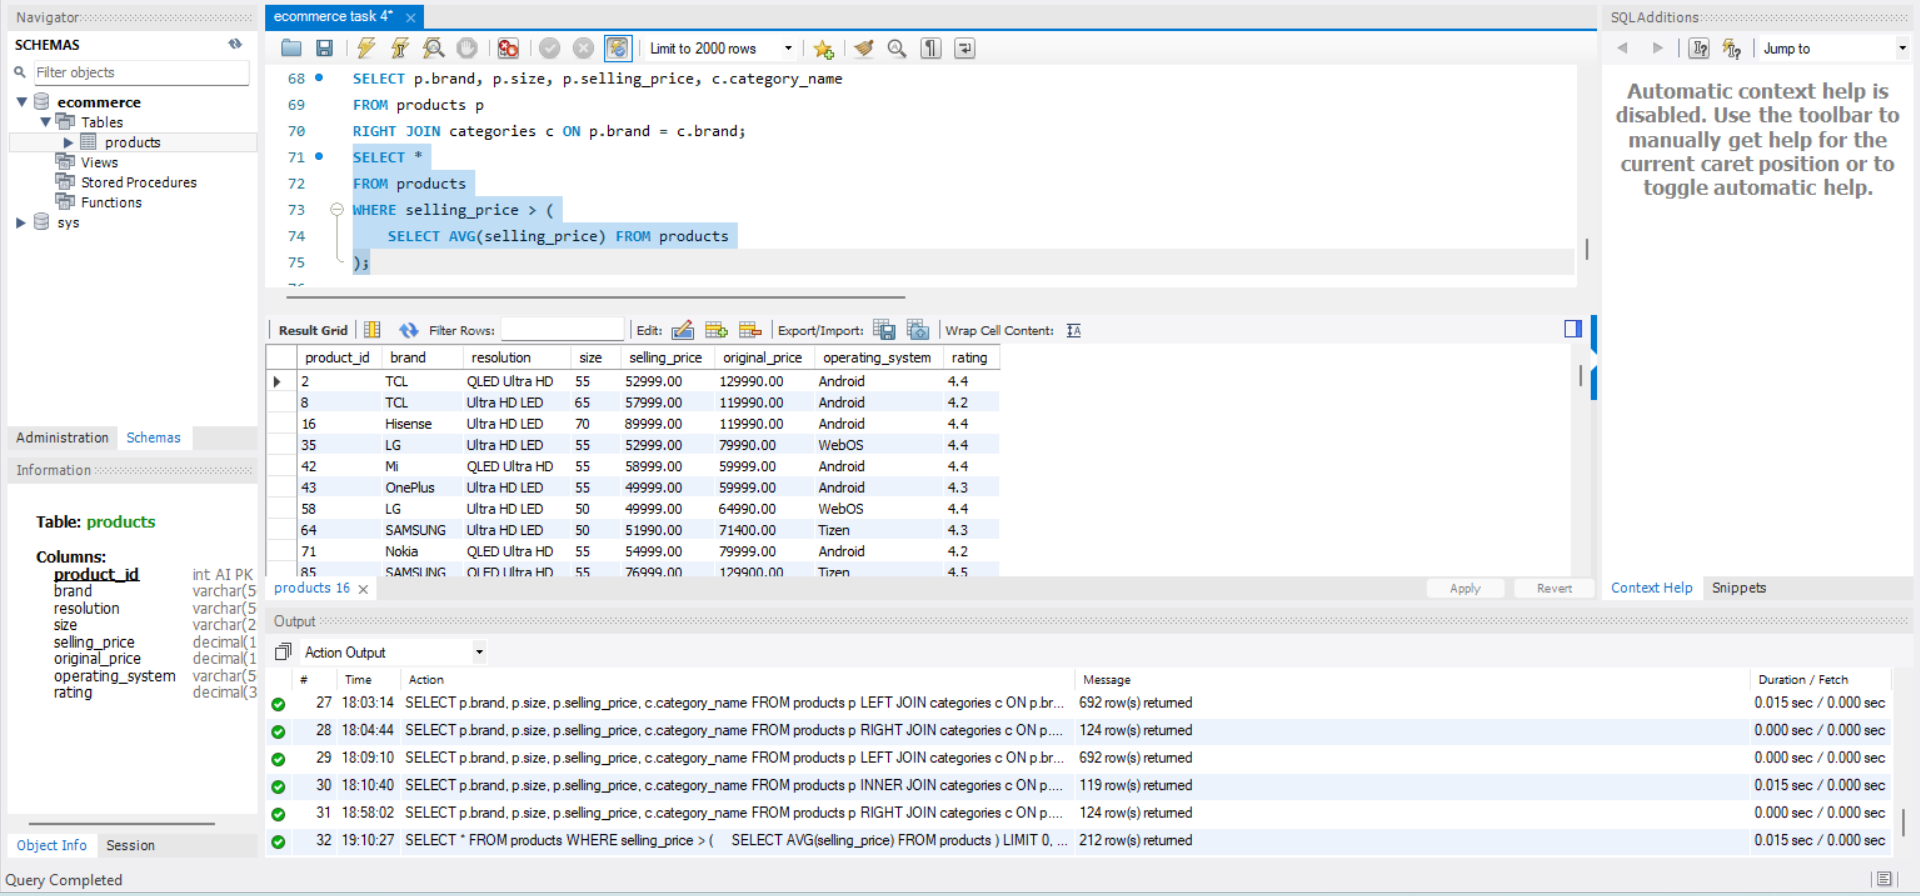 Navigator
SCHEMAS
Filter objects
ecommerce
Tables
products
Views
Stored Procedures
Functions
sys
Administration Schemas
Information
Table: products
Columns:
product_id int AI PK
brand varchar(5
resolution varchar(5
size varchar(2
selling_price decimal(1
original_price decimal(1
operating_system varchar(5
rating decimal(3
Object Info Session
Query Completed
ecommerce task 4*
Limit to 2000 rows
68 SELECT p.brand, p.size, p.selling_price, c.category_name
69 FROM products p
70 RIGHT JOIN categories c ON p.brand = c.brand;
71 SELECT *
72 FROM products
73 WHERE selling_price > (
74 SELECT AVG(selling_price) FROM products
75 );
Result Grid Filter Rows: Edit: Export/Import: Wrap Cell Content:
product_id brand resolution size selling_price original_price operating_system rating
2 TCL QLED Ultra HD 55 52999.00 129990.00 Android 4.4
8 TCL Ultra HD LED 65 57999.00 119990.00 Android 4.2
16 Hisense Ultra HD LED 70 89999.00 119990.00 Android 4.4
35 LG Ultra HD LED 55 52999.00 79990.00 WebOS 4.4
42 Mi QLED Ultra HD 55 58999.00 59999.00 Android 4.4
43 OnePlus Ultra HD LED 55 49999.00 59999.00 Android 4.3
58 LG Ultra HD LED 50 49999.00 64990.00 WebOS 4.4
64 SAMSUNG Ultra HD LED 50 51990.00 71400.00 Tizen 4.3
71 Nokia QLED Ultra HD 55 54999.00 79999.00 Android 4.2
85 SAMSUNG QLED Ultra HD 55 76999.00 129900.00 Tizen 4.5
products 16 Apply Revert
Output
Action Output
# Time Action Message Duration / Fetch
27 18:03:14 SELECT p.brand, p.size, p.selling_price, c.category_name FROM products p LEFT JOIN categories c ON p.br... 692 row(s) returned 0.015 sec / 0.000 sec
28 18:04:44 SELECT p.brand, p.size, p.selling_price, c.category_name FROM products p RIGHT JOIN categories c ON p.... 124 row(s) returned 0.000 sec / 0.000 sec
29 18:09:10 SELECT p.brand, p.size, p.selling_price, c.category_name FROM products p LEFT JOIN categories c ON p.br... 692 row(s) returned 0.000 sec / 0.000 sec
30 18:10:40 SELECT p.brand, p.size, p.selling_price, c.category_name FROM products p INNER JOIN categories c ON p.... 119 row(s) returned 0.015 sec / 0.000 sec
31 18:58:02 SELECT p.brand, p.size, p.selling_price, c.category_name FROM products p RIGHT JOIN categories c ON p.... 124 row(s) returned 0.000 sec / 0.000 sec
32 19:10:27 SELECT * FROM products WHERE selling_price > ( SELECT AVG(selling_price) FROM products ) LIMIT 0, ... 212 row(s) returned 0.015 sec / 0.000 sec
SQLAdditions
Jump to
Automatic context help is
disabled. Use the toolbar to
manually get help for the
current caret position or to
toggle automatic help.
Context Help Snippets